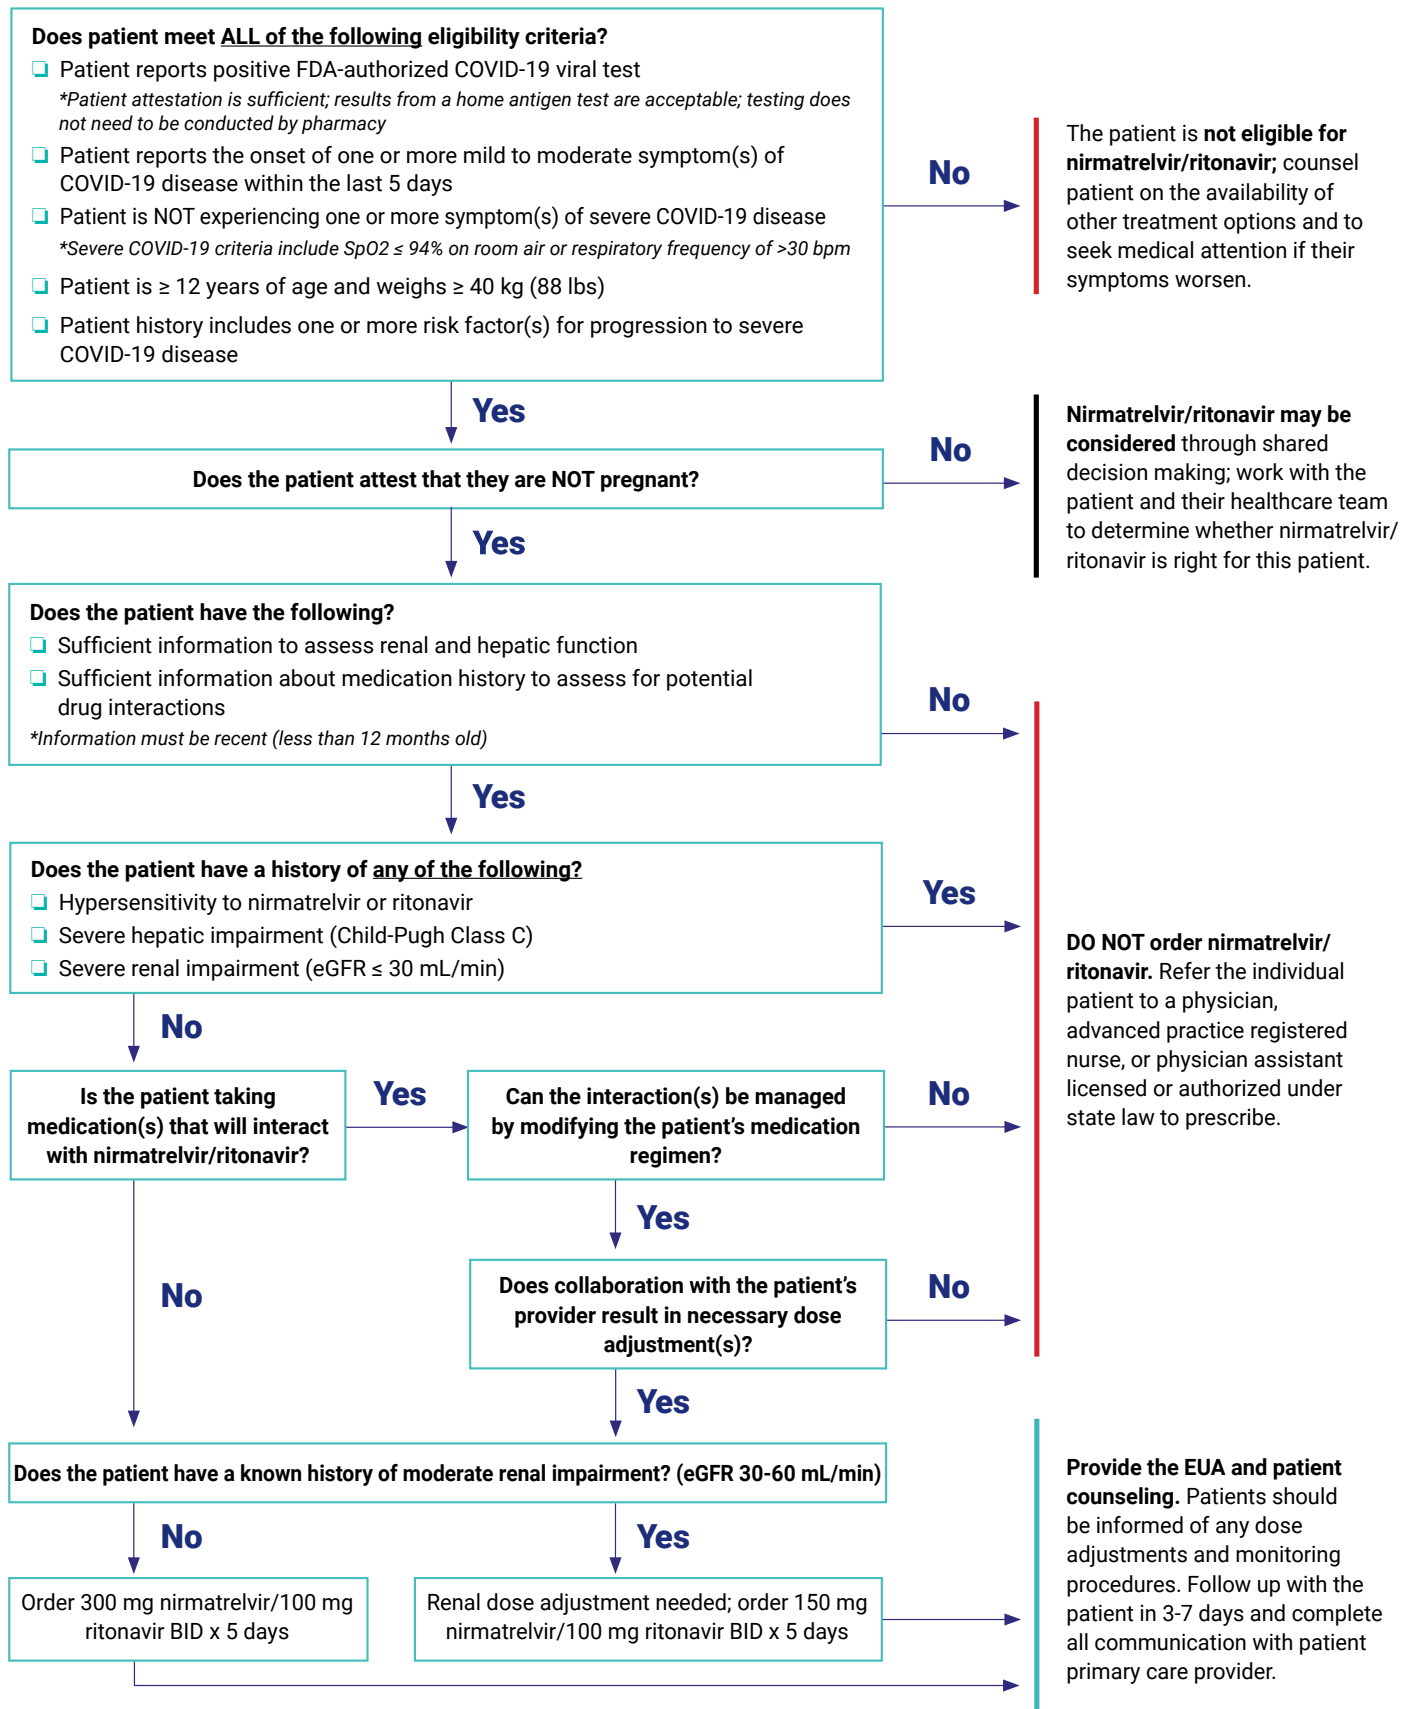 Does patient meet ALL of the following eligibility criteria?
❏ Patient reports positive FDA-authorized COVID-19 viral test
*Patient attestation is sufficient; results from a home antigen test are acceptable; testing does
not need to be conducted by pharmacy
❏ Patient reports the onset of one or more mild to moderate symptom(s) of
COVID-19 disease within the last 5 days
❏ Patient is NOT experiencing one or more symptom(s) of severe COVID-19 disease
*Severe COVID-19 criteria include SpO2 ≤ 94% on room air or respiratory frequency of >30 bpm
❏ Patient is ≥ 12 years of age and weighs ≥ 40 kg (88 lbs)
❏ Patient history includes one or more risk factor(s) for progression to severe
COVID-19 disease
No
The patient is not eligible for
nirmatrelvir/ritonavir; counsel
patient on the availability of
other treatment options and to
seek medical attention if their
symptoms worsen.
Yes
Does the patient attest that they are NOT pregnant?
No
Nirmatrelvir/ritonavir may be
considered through shared
decision making; work with the
patient and their healthcare team
to determine whether nirmatrelvir/
ritonavir is right for this patient.
Yes
Does the patient have the following?
❏ Sufficient information to assess renal and hepatic function
❏ Sufficient information about medication history to assess for potential
drug interactions
*Information must be recent (less than 12 months old)
No
Yes
Does the patient have a history of any of the following?
❏ Hypersensitivity to nirmatrelvir or ritonavir
❏ Severe hepatic impairment (Child-Pugh Class C)
❏ Severe renal impairment (eGFR ≤ 30 mL/min)
Yes
DO NOT order nirmatrelvir/
ritonavir. Refer the individual
patient to a physician,
advanced practice registered
nurse, or physician assistant
licensed or authorized under
state law to prescribe.
No
Is the patient taking
medication(s) that will interact
with nirmatrelvir/ritonavir?
Yes
Can the interaction(s) be managed
by modifying the patient's medication
regimen?
No
Yes
No
Does collaboration with the patient's
provider result in necessary dose
adjustment(s)?
No
Yes
Does the patient have a known history of moderate renal impairment? (eGFR 30-60 mL/min)
No
Yes
Order 300 mg nirmatrelvir/100 mg
ritonavir BID x 5 days
Renal dose adjustment needed; order 150 mg
nirmatrelvir/100 mg ritonavir BID x 5 days
Provide the EUA and patient
counseling. Patients should
be informed of any dose
adjustments and monitoring
procedures. Follow up with the
patient in 3-7 days and complete
all communication with patient
primary care provider.